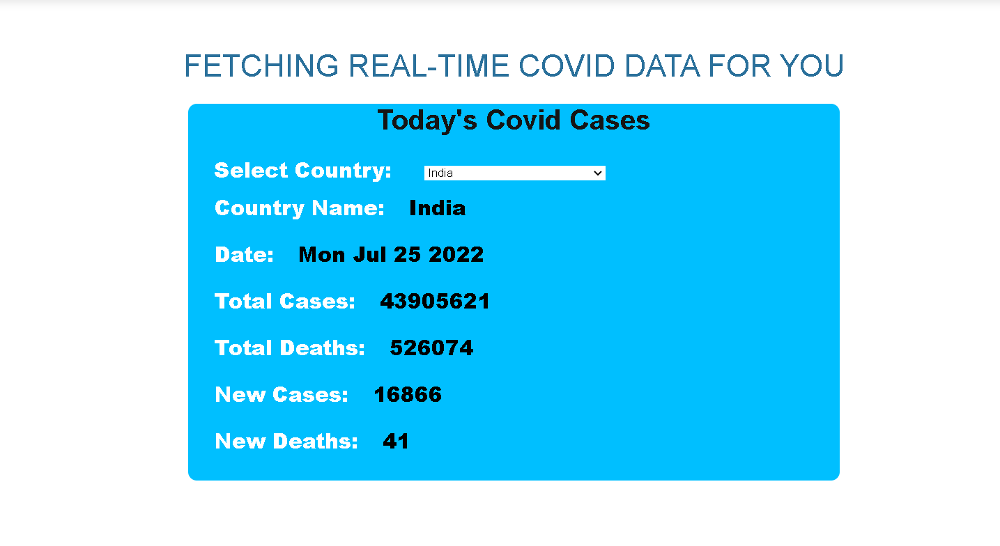 FETCHING REAL-TIME COVID DATA FOR YOU
Today's Covid Cases
Select Country: India
Country Name: India
Date: Mon Jul 25 2022
Total Cases: 43905621
Total Deaths: 526074
New Cases: 16866
New Deaths: 41